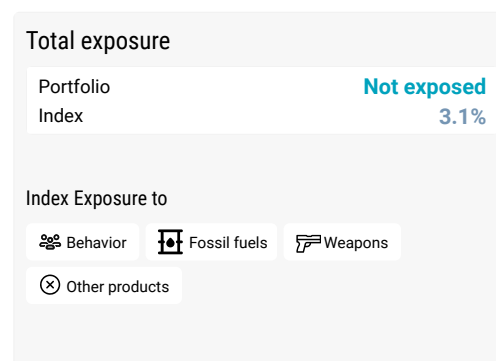 Total exposure
Portfolio Not exposed
Index 3.1%
Index Exposure to
Behavior Fossil fuels Weapons
Other products